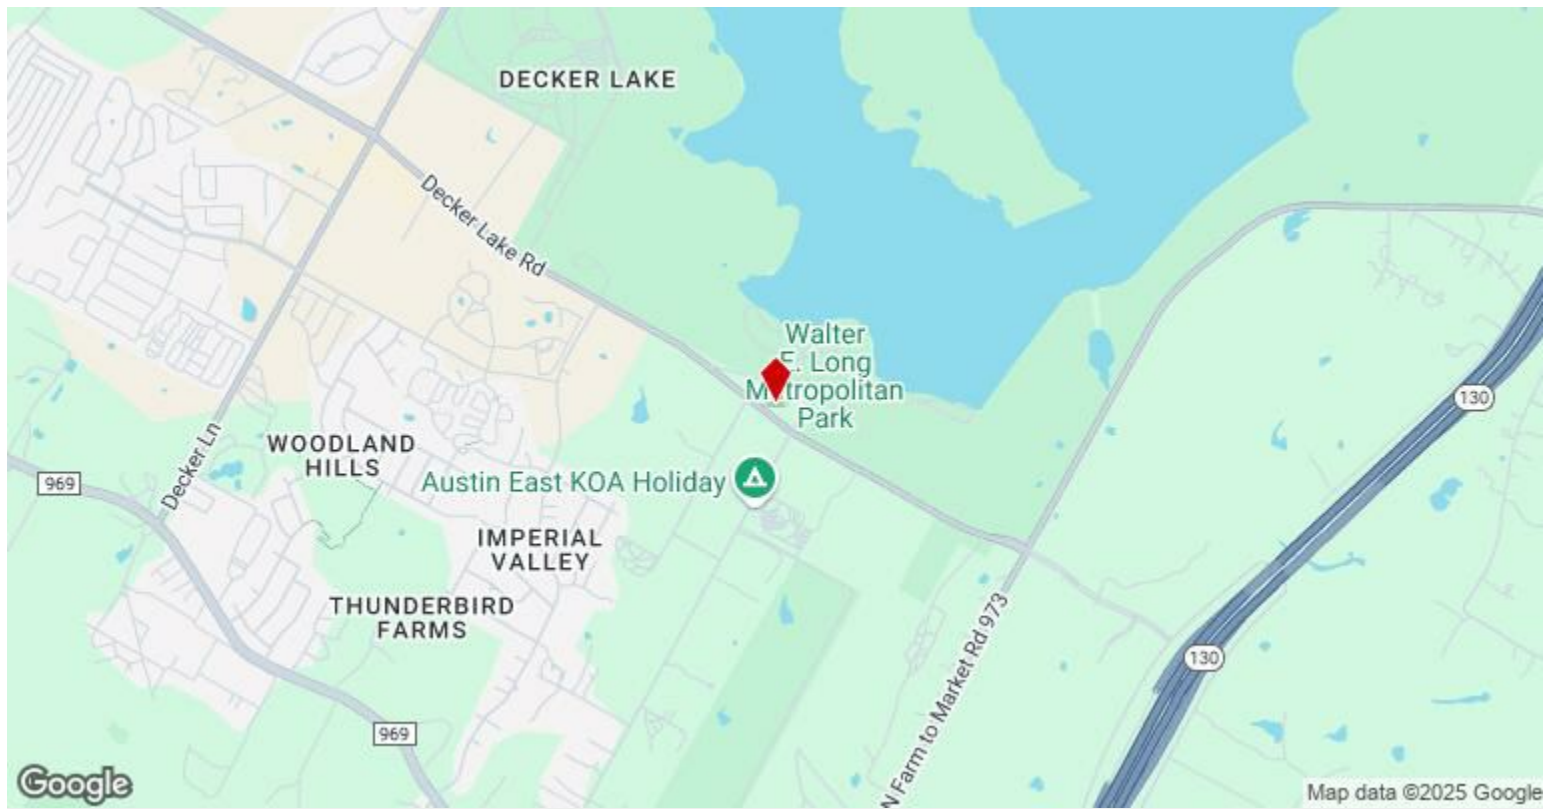 DECKER LAKE
Decker Lake Rd
Walter
E. Long
Metropolitan
Park
130
WOODLAND
HILLS
Decker Ln
969
Austin East KOA Holiday
IMPERIAL
VALLEY
THUNDERBIRD
FARMS
N Farm to Market Rd 973
130
969
Google
Map data ©2025 Google